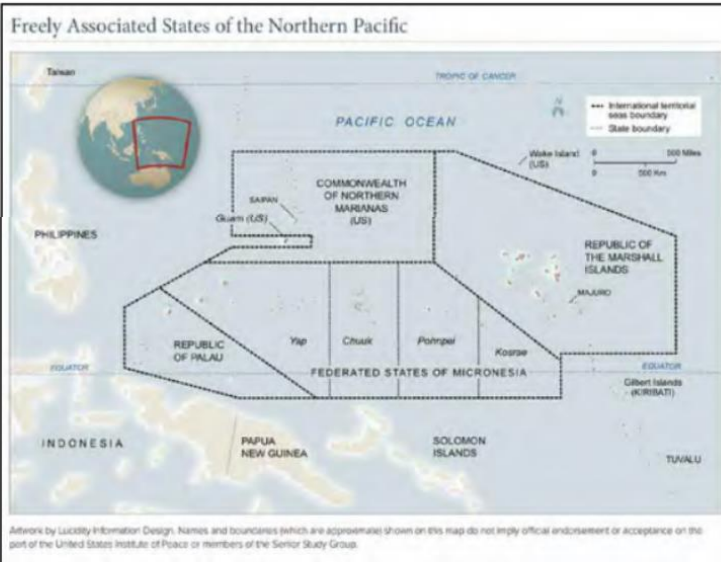 Freely Associated States of the Northern Pacific
Taiwan
TROPIC OF CANCER
PACIFIC OCEAN
N
International territorial
seas boundary
State boundary
0 500 Miles
0 500 Km
Wake Island
(US)
COMMONWEALTH
OF NORTHERN
MARIANAS
(US)
SAIPAN
Guam (US)
PHILIPPINES
REPUBLIC OF
THE MARSHALL
ISLANDS
MAJURO
REPUBLIC
OF PALAU
Yap
Chuuk
Pohnpei
Kosrae
FEDERATED STATES OF MICRONESIA
EQUATOR
EQUATOR
Gilbert Islands
(KIRIBATI)
INDONESIA
PAPUA
NEW GUINEA
SOLOMON
ISLANDS
TUVALU
Artwork by Lucidity Information Design. Names and boundaries (which are approximate) shown on this map do not imply official endorsement or acceptance on the
part of the United States Institute of Peace or members of the Senior Study Group.